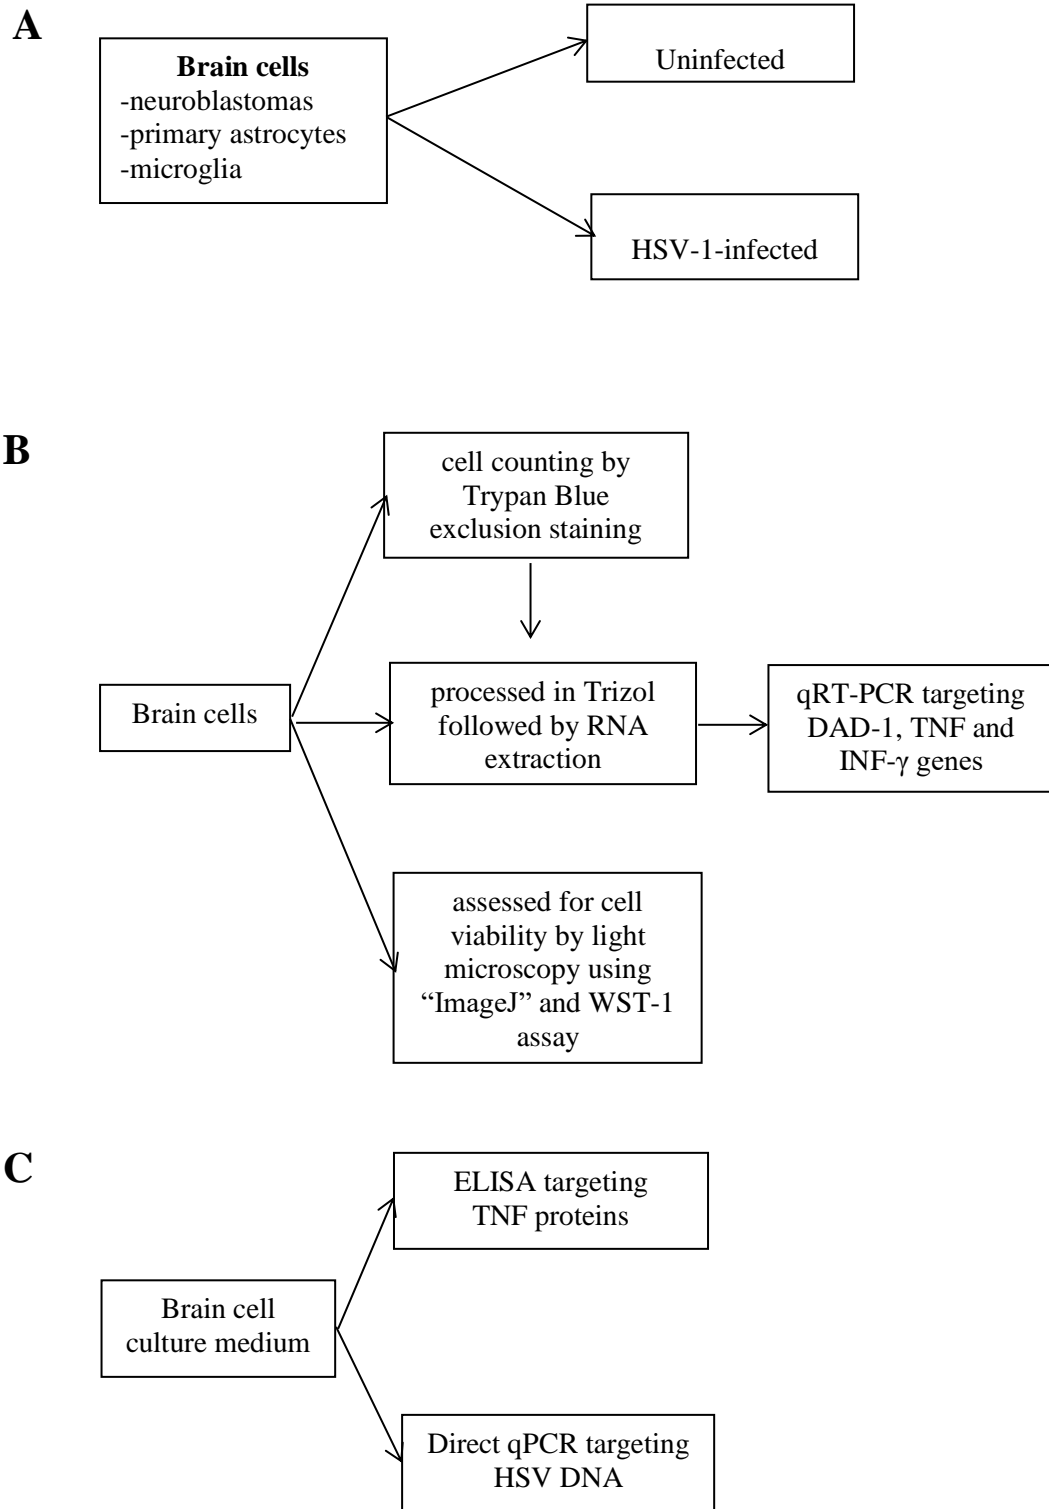 A
Brain cells
-neuroblastomas
-primary astrocytes
-microglia
Uninfected
HSV-1-infected
B
cell counting by
Trypan Blue
exclusion staining
Brain cells
processed in Trizol
followed by RNA
extraction
qRT-PCR targeting
DAD-1, TNF and
INF-γ genes
assessed for cell
viability by light
microscopy using
“ImageJ” and WST-1
assay
C
ELISA targeting
TNF proteins
Brain cell
culture medium
Direct qPCR targeting
HSV DNA